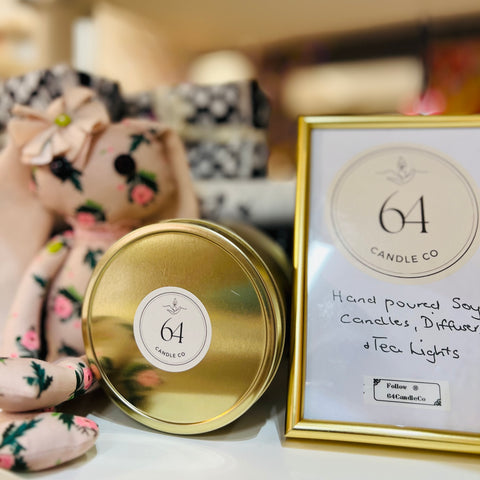 64
CANDLE CO
64
CANDLE CO
Hand poured Soy
Candles, Diffuser
& Tea Lights
Follow @
64CandleCo